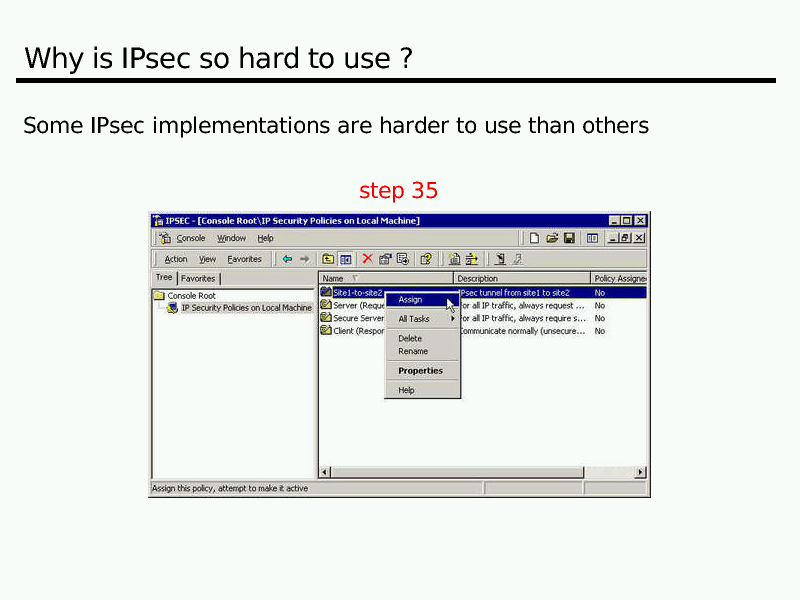 Why is IPsec so hard to use ?
Some IPsec implementations are harder to use than others
step 35
IPSEC - [Console Root\IP Security Policies on Local Machine]
Console Window Help
Action View Favorites
Tree Favorites
Name Description Policy Assigne
Console Root
IP Security Policies on Local Machine
Site1-to-site2 IPsec tunnel from site1 to site2 No
Server (Reque or all IP traffic, always request ... No
Secure Server or all IP traffic, always require s... No
Client (Respor ommunicate normally (unsecure... No
Assign
All Tasks
Delete
Rename
Properties
Help
Assign this policy, attempt to make it active